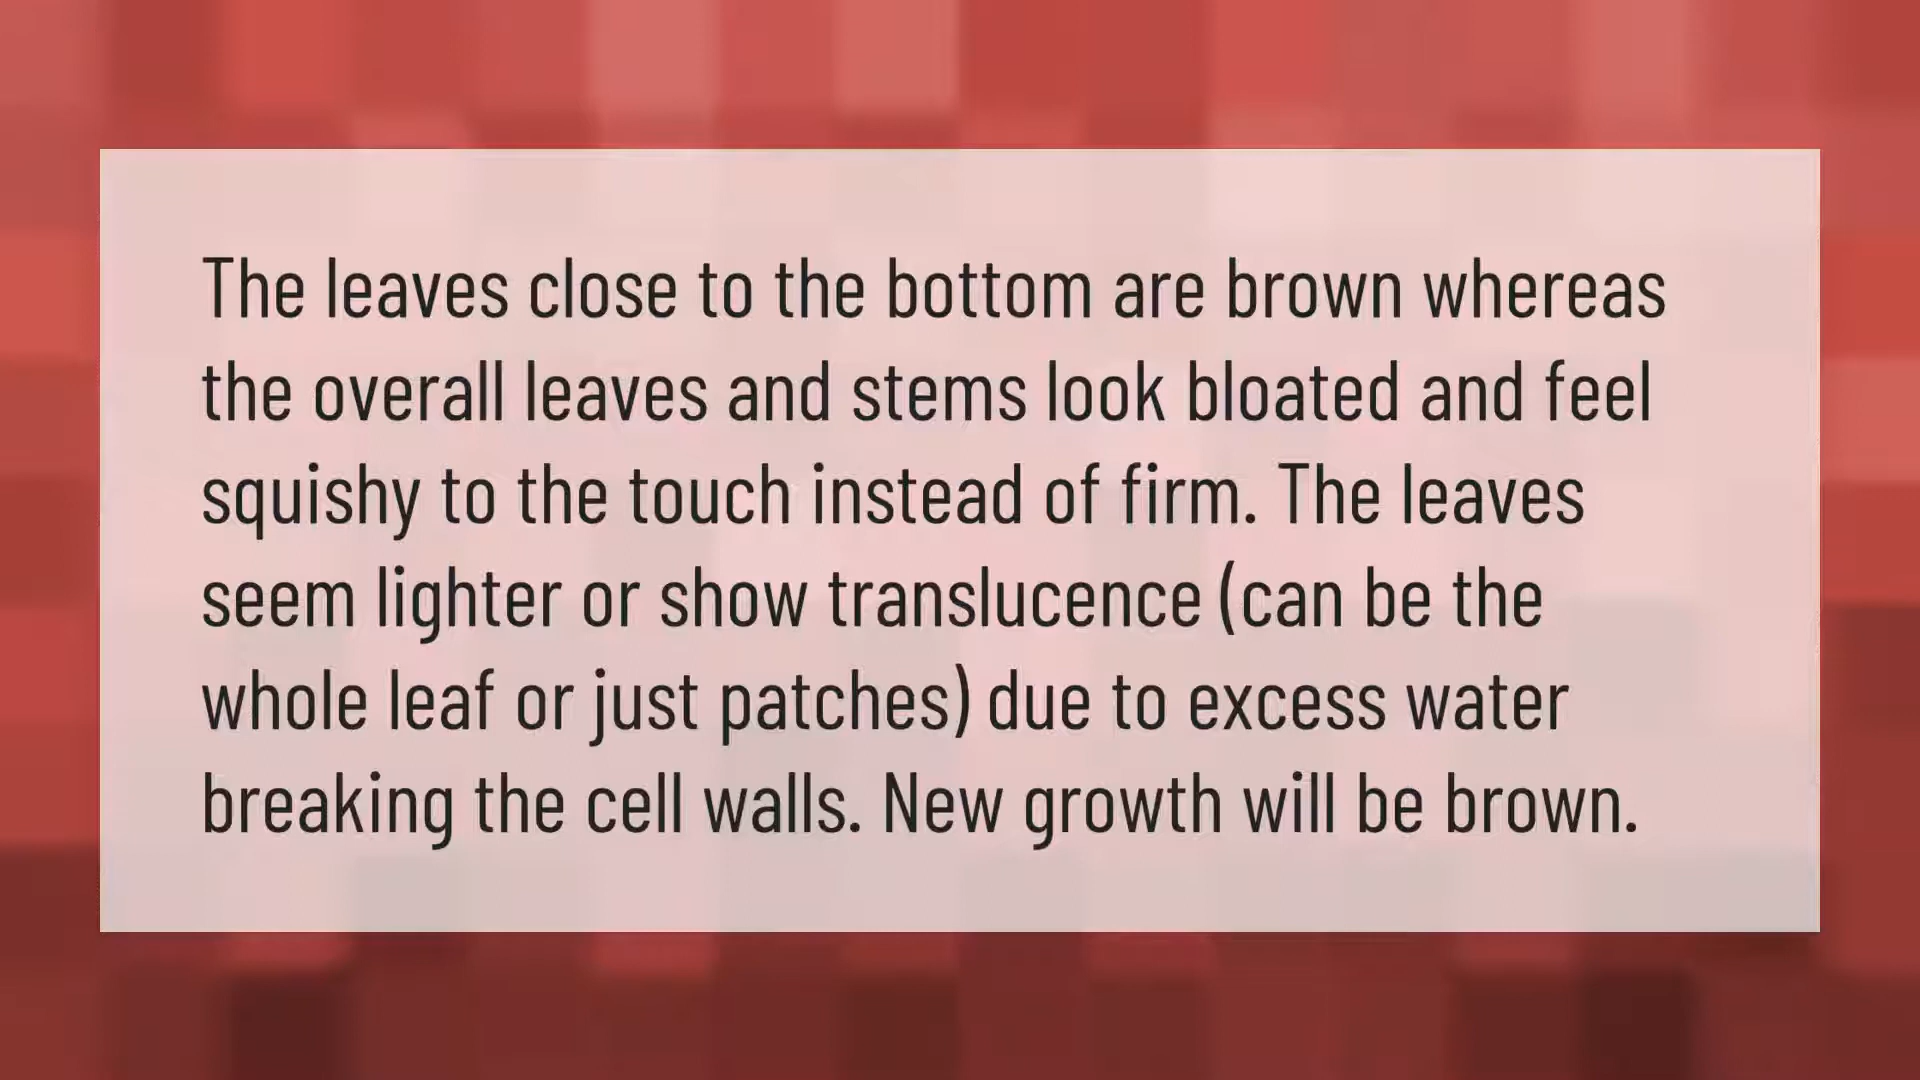 The leaves close to the bottom are brown whereas
the overall leaves and stems look bloated and feel
squishy to the touch instead of firm. The leaves
seem lighter or show translucence (can be the
whole leaf or just patches) due to excess water
breaking the cell walls. New growth will be brown.